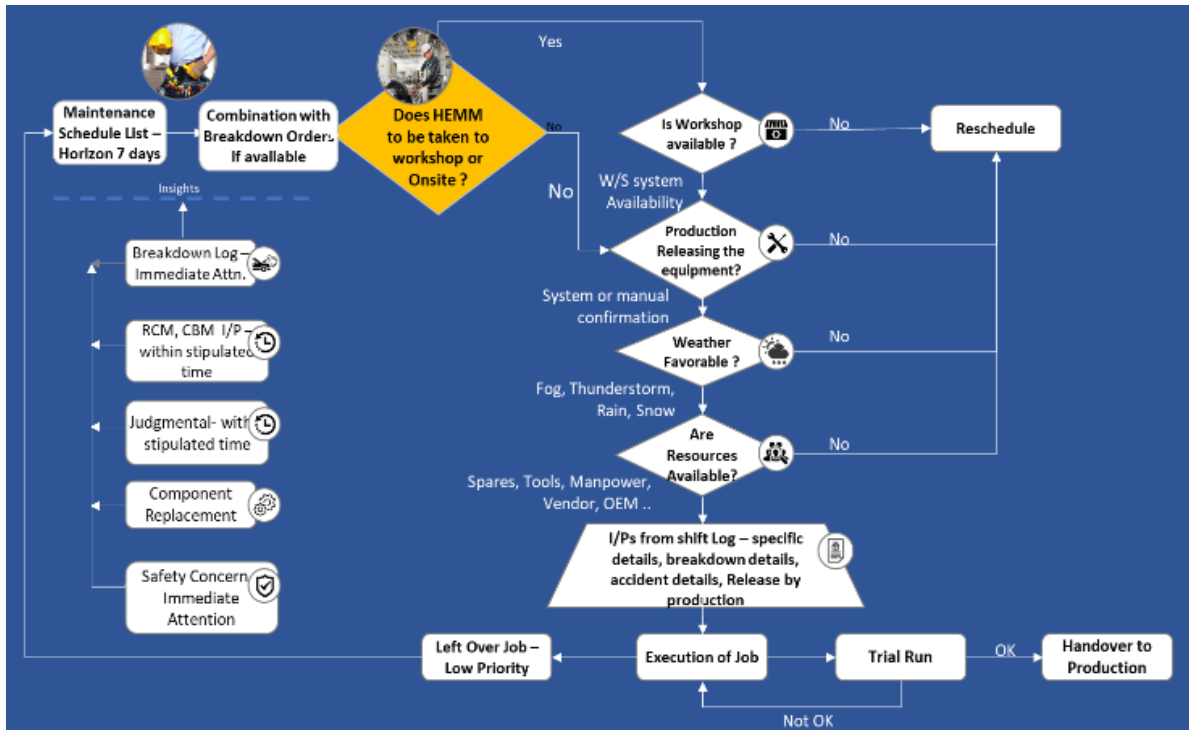 Yes
Maintenance
Schedule List –
Horizon 7 days
Combination with
Breakdown Orders
If available
Does HEMM
to be taken to
workshop or
Onsite ?
No
No
Is Workshop
available ?
No
Reschedule
W/S system
Availability
Production
Releasing the
equipment?
No
System or manual
confirmation
Weather
Favorable ?
No
Fog, Thunderstorm,
Rain, Snow
Are
Resources
Available?
No
Spares, Tools, Manpower,
Vendor, OEM ..
I/Ps from shift Log – specific
details, breakdown details,
accident details, Release by
production
Insights
Breakdown Log –
Immediate Attn.
RCM, CBM I/P –
within stipulated
time
Judgmental- with
stipulated time
Component
Replacement
Safety Concern
Immediate
Attention
Left Over Job –
Low Priority
Execution of Job
Trial Run
OK
Handover to
Production
Not OK